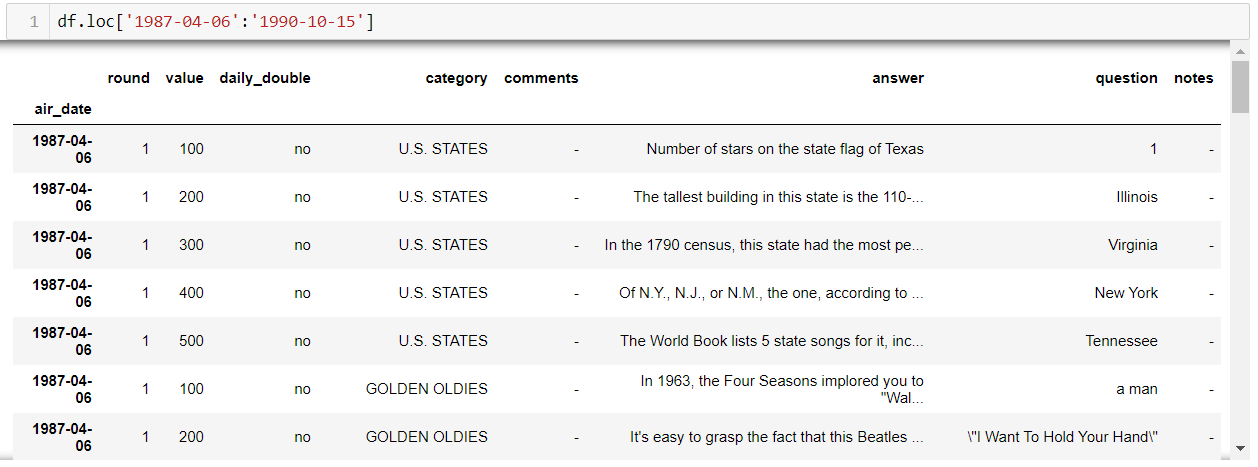 1 df.loc['1987-04-06':'1990-10-15']
round value daily_double category comments answer question notes
air_date
1987-04-
06 1 100 no U.S. STATES - Number of stars on the state flag of Texas 1 -
1987-04-
06 1 200 no U.S. STATES - The tallest building in this state is the 110-... Illinois -
1987-04-
06 1 300 no U.S. STATES - In the 1790 census, this state had the most pe... Virginia -
1987-04-
06 1 400 no U.S. STATES - Of N.Y., N.J., or N.M., the one, according to ... New York -
1987-04-
06 1 500 no U.S. STATES - The World Book lists 5 state songs for it, inc... Tennessee -
1987-04-
06 1 100 no GOLDEN OLDIES - In 1963, the Four Seasons implored you to
"Wal... a man -
1987-04-
06 1 200 no GOLDEN OLDIES - It's easy to grasp the fact that this Beatles ... \"I Want To Hold Your Hand\" -